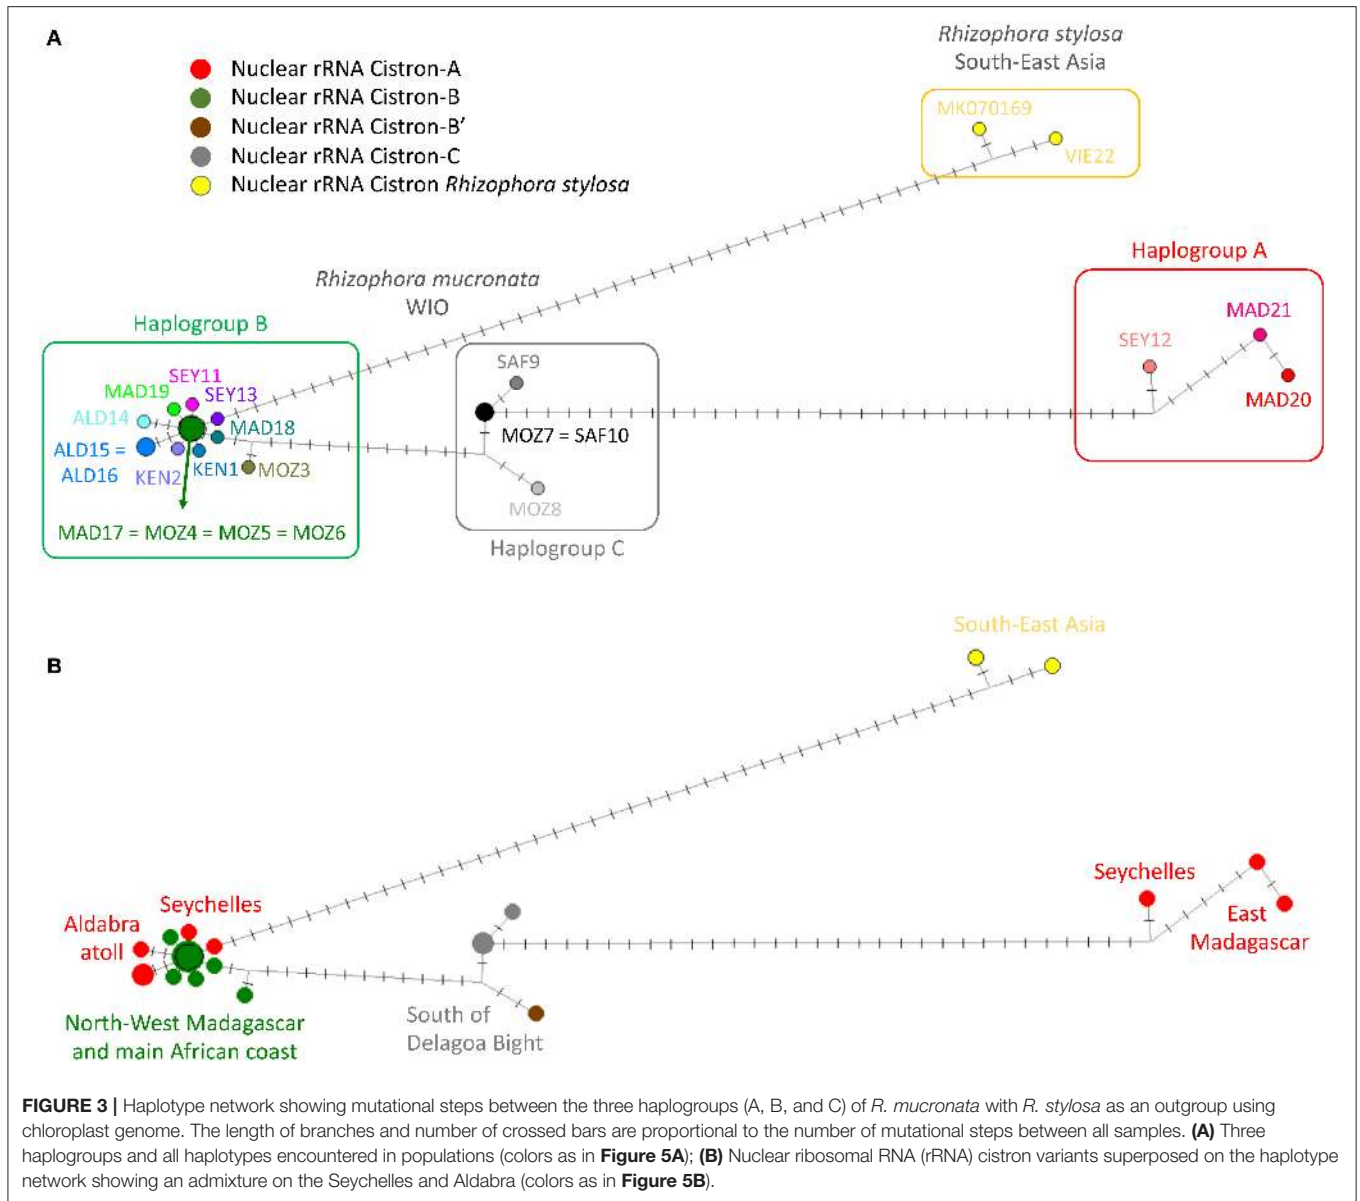 A
Nuclear rRNA Cistron-A
Nuclear rRNA Cistron-B
Nuclear rRNA Cistron-B’
Nuclear rRNA Cistron-C
Nuclear rRNA Cistron Rhizophora stylosa
Rhizophora stylosa
South-East Asia
MK070169
VIE22
Haplogroup A
MAD21
SEY12
MAD20
Rhizophora mucronata
WIO
Haplogroup B
SEY11
MAD19
SEY13
ALD14
MAD18
ALD15 =
ALD16
KEN2
KEN1
MOZ3
MAD17 = MOZ4 = MOZ5 = MOZ6
SAF9
MOZ7 = SAF10
MOZ8
Haplogroup C
B
South-East Asia
Seychelles
Aldabra
atoll
North-West Madagascar
and main African coast
South of
Delagoa Bight
Seychelles
East
Madagascar
FIGURE 3 | Haplotype network showing mutational steps between the three haplogroups (A, B, and C) of R. mucronata with R. stylosa as an outgroup using
chloroplast genome. The length of branches and number of crossed bars are proportional to the number of mutational steps between all samples. (A) Three
haplogroups and all haplotypes encountered in populations (colors as in Figure 5A); (B) Nuclear ribosomal RNA (rRNA) cistron variants superposed on the haplotype
network showing an admixture on the Seychelles and Aldabra (colors as in Figure 5B).